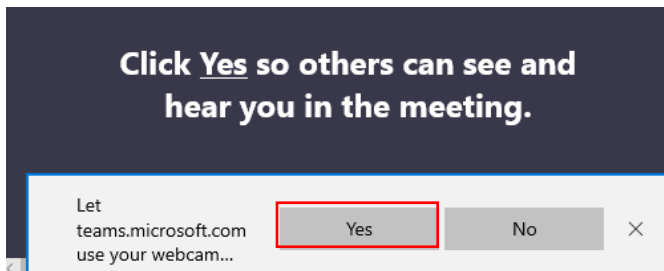 Click Yes so others can see and
hear you in the meeting.
Let
teams.microsoft.com
use your webcam...
Yes
No